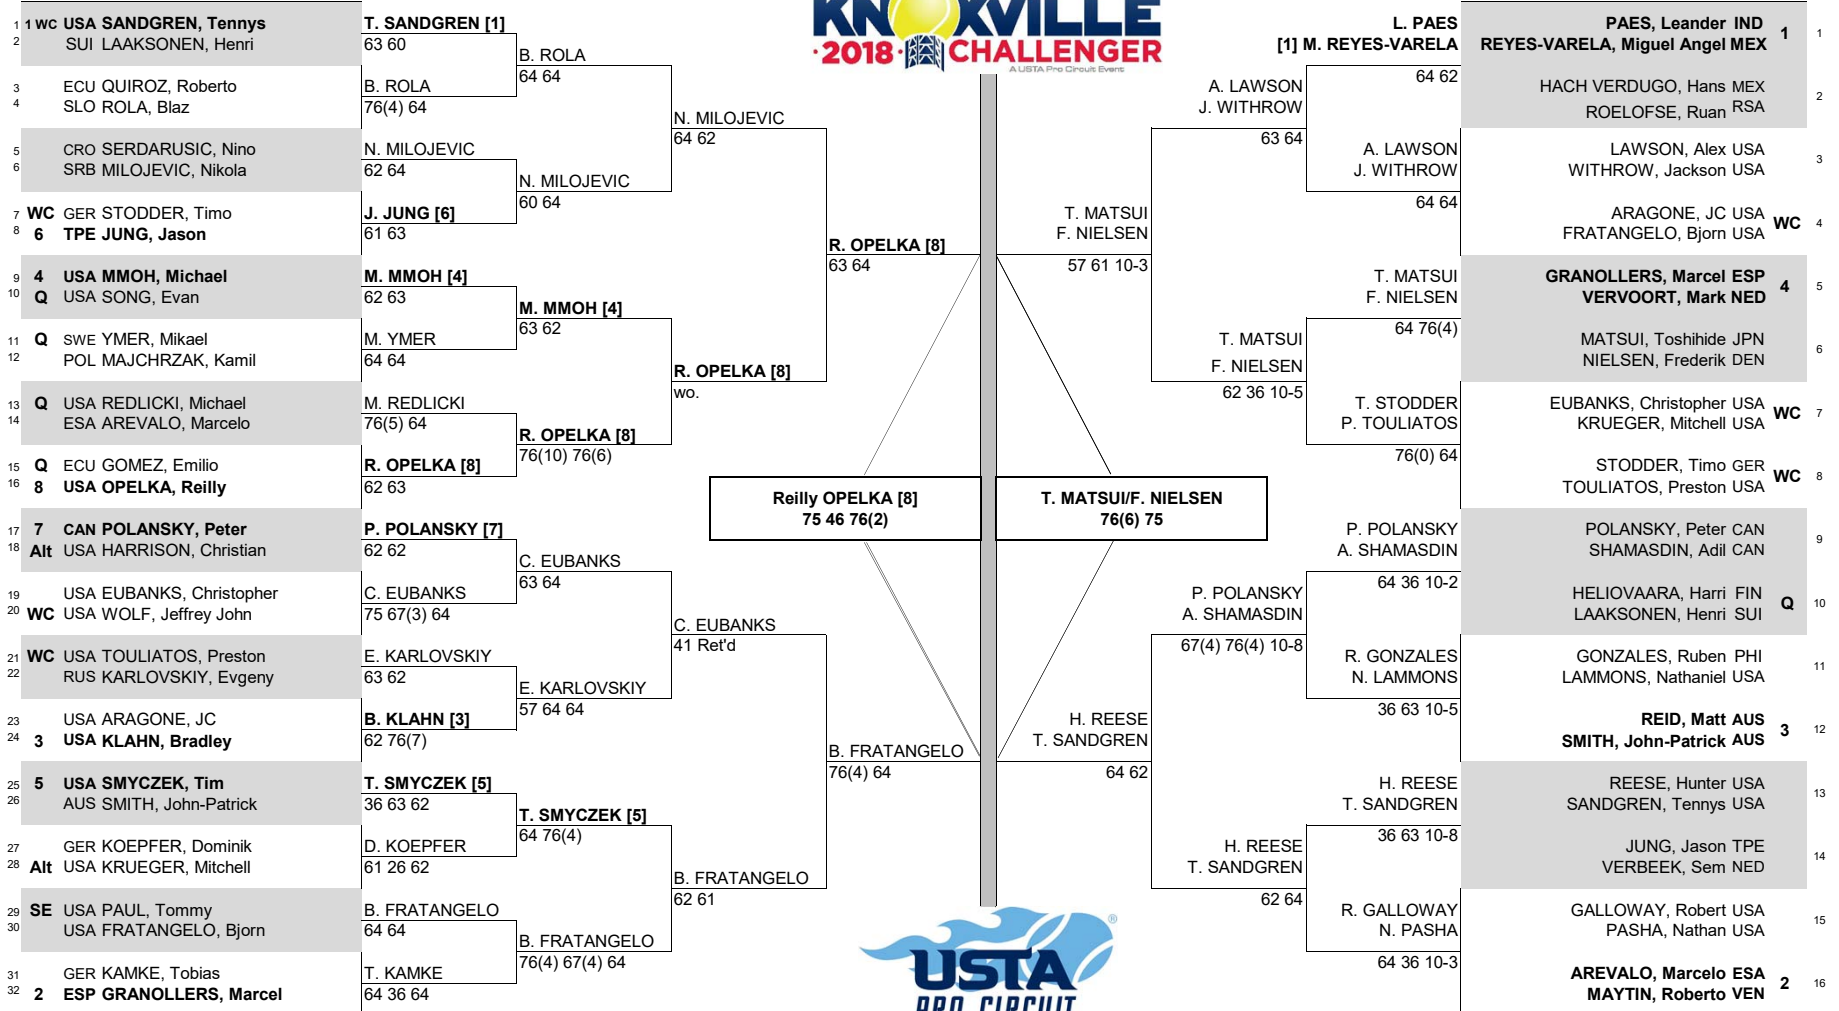 KNOXVILLE
·2018· CHALLENGER
A USTA Pro Circuit Event
1 1 WC USA SANDGREN, Tennys
2 SUI LAAKSONEN, Henri
3 ECU QUIROZ, Roberto
4 SLO ROLA, Blaz
5 CRO SERDARUSIC, Nino
6 SRB MILOJEVIC, Nikola
7 WC GER STODDER, Timo
8 6 TPE JUNG, Jason
9 4 USA MMOH, Michael
10 Q USA SONG, Evan
11 Q SWE YMER, Mikael
12 POL MAJCHRZAK, Kamil
13 Q USA REDLICKI, Michael
14 ESA AREVALO, Marcelo
15 Q ECU GOMEZ, Emilio
16 8 USA OPELKA, Reilly
17 7 CAN POLANSKY, Peter
18 Alt USA HARRISON, Christian
19 USA EUBANKS, Christopher
20 WC USA WOLF, Jeffrey John
21 WC USA TOULIATOS, Preston
22 RUS KARLOVSKIY, Evgeny
23 USA ARAGONE, JC
24 3 USA KLAHN, Bradley
25 5 USA SMYCZEK, Tim
26 AUS SMITH, John-Patrick
27 GER KOEPFER, Dominik
28 Alt USA KRUEGER, Mitchell
29 SE USA PAUL, Tommy
30 USA FRATANGELO, Bjorn
31 GER KAMKE, Tobias
32 2 ESP GRANOLLERS, Marcel
T. SANDGREN [1]
63 60
B. ROLA
76(4) 64
N. MILOJEVIC
62 64
J. JUNG [6]
61 63
M. MMOH [4]
62 63
M. YMER
64 64
M. REDLICKI
76(5) 64
R. OPELKA [8]
62 63
P. POLANSKY [7]
62 62
C. EUBANKS
75 67(3) 64
E. KARLOVSKIY
63 62
B. KLAHN [3]
62 76(7)
T. SMYCZEK [5]
36 63 62
D. KOEPFER
61 26 62
B. FRATANGELO
64 64
T. KAMKE
64 36 64
B. ROLA
64 64
N. MILOJEVIC
60 64
M. MMOH [4]
63 62
R. OPELKA [8]
76(10) 76(6)
C. EUBANKS
63 64
E. KARLOVSKIY
57 64 64
T. SMYCZEK [5]
64 76(4)
B. FRATANGELO
76(4) 67(4) 64
N. MILOJEVIC
64 62
R. OPELKA [8]
wo.
C. EUBANKS
41 Ret'd
B. FRATANGELO
62 61
R. OPELKA [8]
63 64
B. FRATANGELO
76(4) 64
Reilly OPELKA [8]
75 46 76(2)
T. MATSUI/F. NIELSEN
76(6) 75
T. MATSUI
F. NIELSEN
57 61 10-3
H. REESE
T. SANDGREN
64 62
A. LAWSON
J. WITHROW
63 64
T. MATSUI
F. NIELSEN
62 36 10-5
P. POLANSKY
A. SHAMASDIN
67(4) 76(4) 10-8
H. REESE
T. SANDGREN
62 64
L. PAES
[1] M. REYES-VARELA
64 62
A. LAWSON
J. WITHROW
64 64
T. MATSUI
F. NIELSEN
64 76(4)
T. STODDER
P. TOULIATOS
76(0) 64
P. POLANSKY
A. SHAMASDIN
64 36 10-2
R. GONZALES
N. LAMMONS
36 63 10-5
H. REESE
T. SANDGREN
36 63 10-8
R. GALLOWAY
N. PASHA
64 36 10-3
PAES, Leander IND
REYES-VARELA, Miguel Angel MEX 1 1
HACH VERDUGO, Hans MEX
ROELOFSE, Ruan RSA 2
LAWSON, Alex USA
WITHROW, Jackson USA 3
ARAGONE, JC USA
FRATANGELO, Bjorn USA WC 4
GRANOLLERS, Marcel ESP
VERVOORT, Mark NED 4 5
MATSUI, Toshihide JPN
NIELSEN, Frederik DEN 6
EUBANKS, Christopher USA
KRUEGER, Mitchell USA WC 7
STODDER, Timo GER
TOULIATOS, Preston USA WC 8
POLANSKY, Peter CAN
SHAMASDIN, Adil CAN 9
HELIOVAARA, Harri FIN
LAAKSONEN, Henri SUI Q 10
GONZALES, Ruben PHI
LAMMONS, Nathaniel USA 11
REID, Matt AUS
SMITH, John-Patrick AUS 3 12
REESE, Hunter USA
SANDGREN, Tennys USA 13
JUNG, Jason TPE
VERBEEK, Sem NED 14
GALLOWAY, Robert USA
PASHA, Nathan USA 15
AREVALO, Marcelo ESA
MAYTIN, Roberto VEN 2 16
USTA ®
PRO CIRCUIT